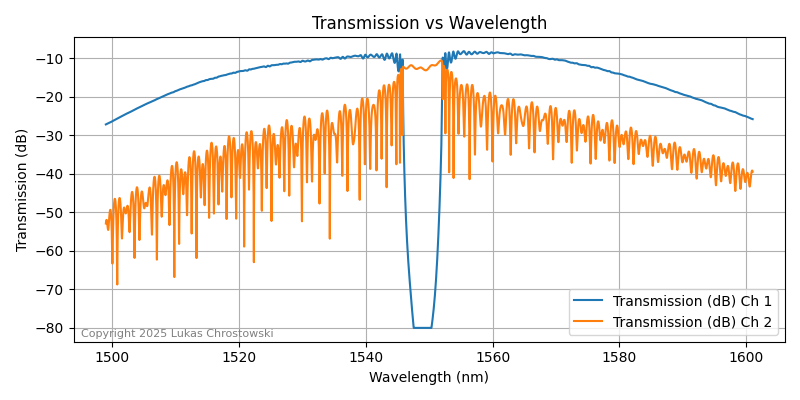 Transmission vs Wavelength
Transmission (dB)
−10
−20
−30
−40
−50
−60
−70
−80
Transmission (dB) Ch 1
Transmission (dB) Ch 2
Copyright 2025 Lukas Chrostowski
1500 1520 1540 1560 1580 1600
Wavelength (nm)